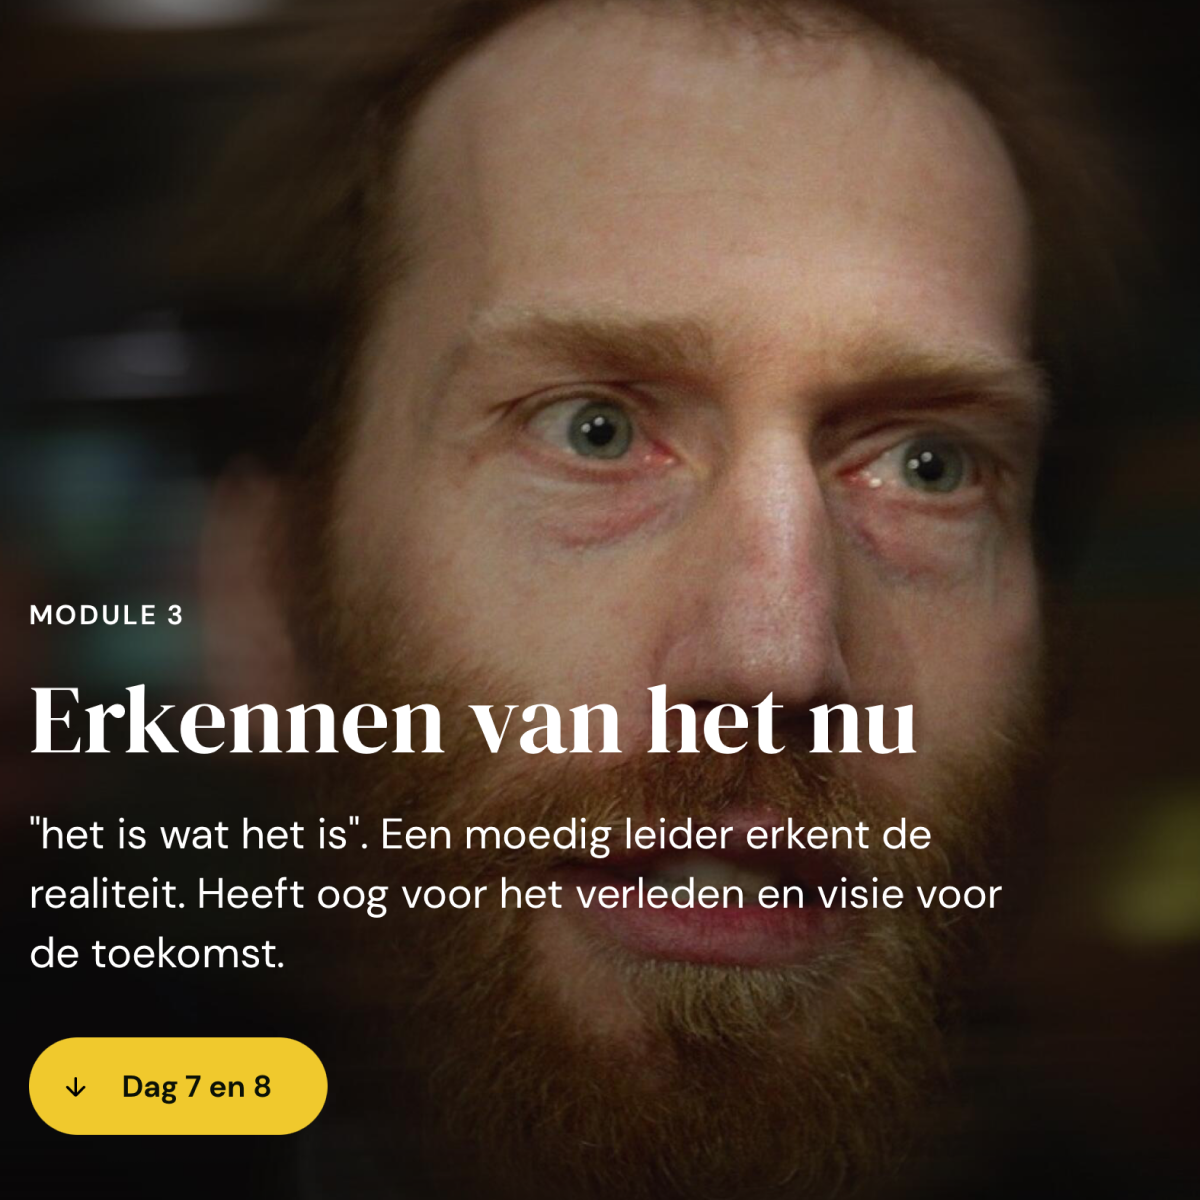 MODULE 3
Erkennen van het nu
"het is wat het is". Een moedig leider erkent de
realiteit. Heeft oog voor het verleden en visie voor
de toekomst.
Dag 7 en 8